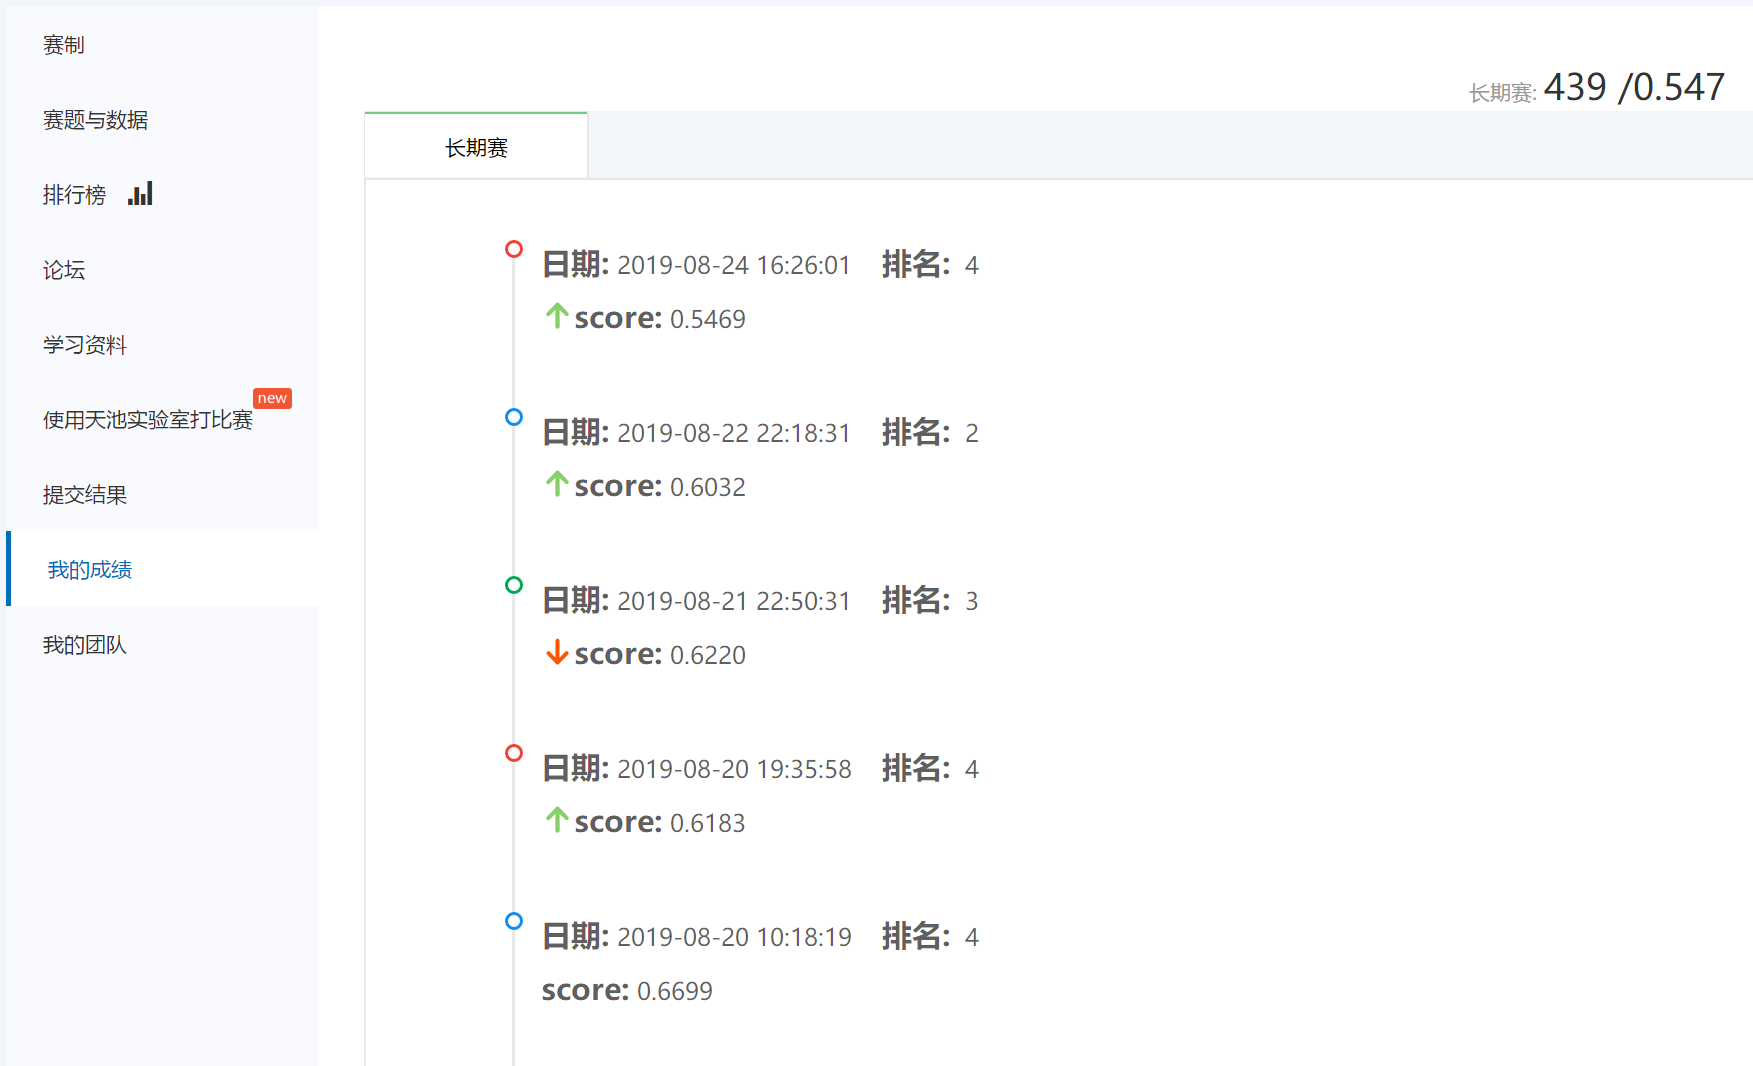 赛制
赛题与数据
排行榜
论坛
学习资料
使用天池实验室打比赛 new
提交结果
我的成绩
我的团队
长期赛: 439 /0.547
长期赛
日期: 2019-08-24 16:26:01 排名: 4
score: 0.5469
日期: 2019-08-22 22:18:31 排名: 2
score: 0.6032
日期: 2019-08-21 22:50:31 排名: 3
score: 0.6220
日期: 2019-08-20 19:35:58 排名: 4
score: 0.6183
日期: 2019-08-20 10:18:19 排名: 4
score: 0.6699